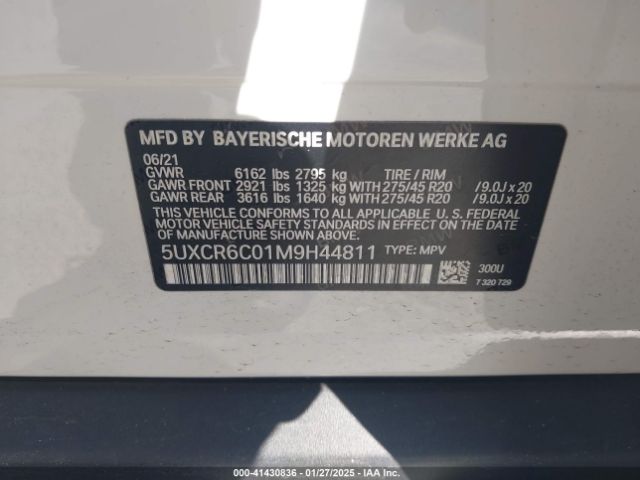 MFD BY BAYERISCHE MOTOREN WERKE AG
06/21
GVWR 6162 lbs 2795 kg TIRE / RIM
GAWR FRONT 2921 lbs 1325 kg WITH 275/45 R20 /9.0J x 20
GAWR REAR 3616 lbs 1640 kg WITH 275/45 R20 /9.0J x 20
THIS VEHICLE CONFORMS TO ALL APPLICABLE U. S. FEDERAL
MOTOR VEHICLE SAFETY STANDARDS IN EFFECT ON THE DATE
OF MANUFACTURE SHOWN ABOVE.
5UXCR6C01M9H44811 TYPE: MPV
300U
7 320 729
000-41430836 - 01/27/2025 - IAA Inc.